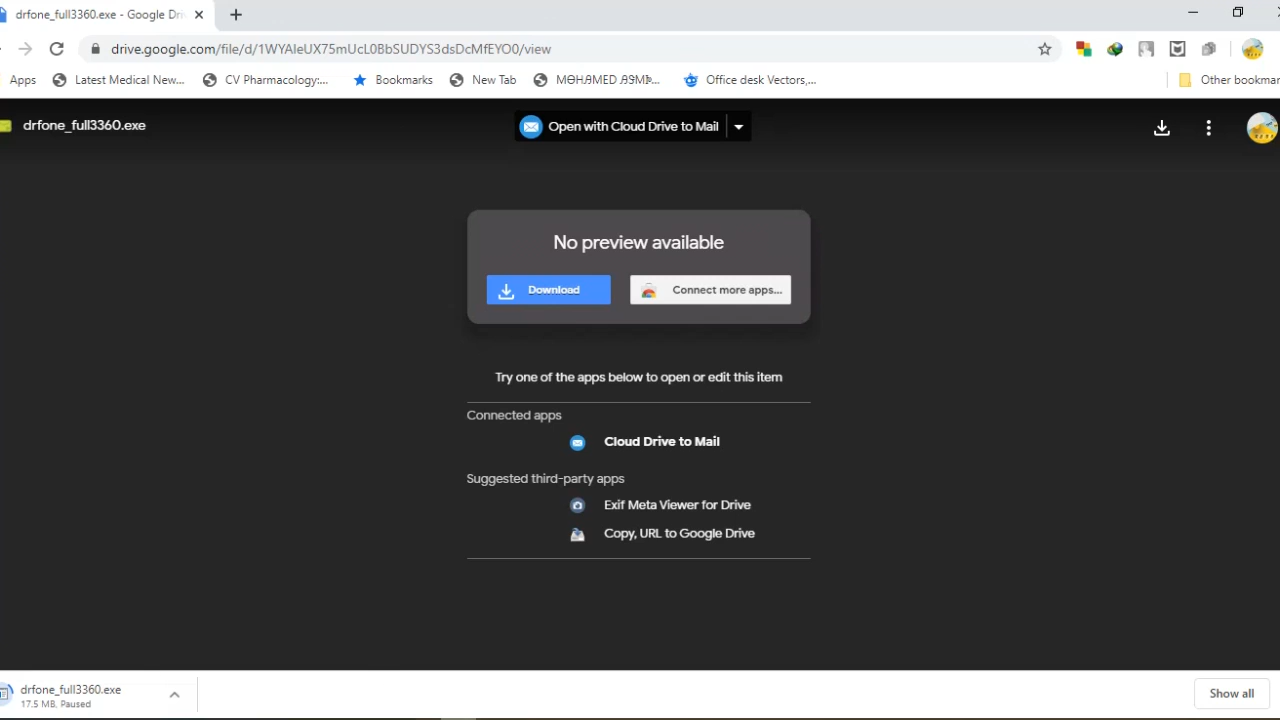 drfone_full3360.exe - Google Dri
drive.google.com/file/d/1WYAleUX75mUcL0BbSUDYS3dsDcMfEYO0/view
Apps
Latest Medical New...
CV Pharmacology:...
Bookmarks
New Tab
Office desk Vectors,...
Other bookmar
drfone_full3360.exe
Open with Cloud Drive to Mail
No preview available
Download
Connect more apps...
Try one of the apps below to open or edit this item
Connected apps
Cloud Drive to Mail
Suggested third-party apps
Exif Meta Viewer for Drive
Copy, URL to Google Drive
drfone_full3360.exe
17.5 MB, Paused
Show all